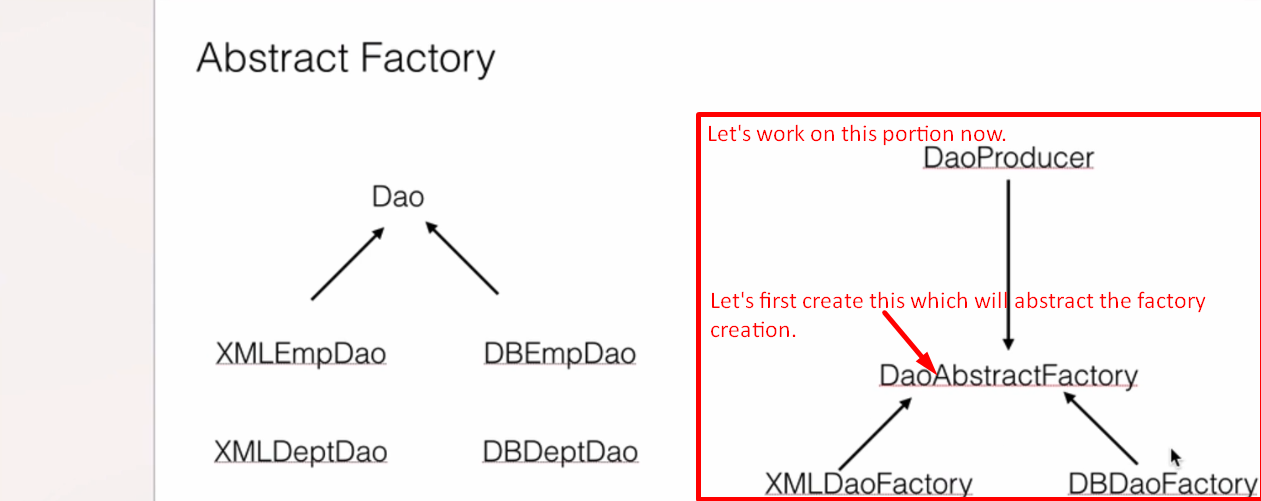 Abstract Factory
Let's work on this portion now.
DaoProducer
Dao
Let's first create this which will abstract the factory
creation.
XMLEmpDao
DBEmpDao
DaoAbstractFactory
XMLDeptDao
DBDeptDao
XMLDaoFactory
DBDaoFactory